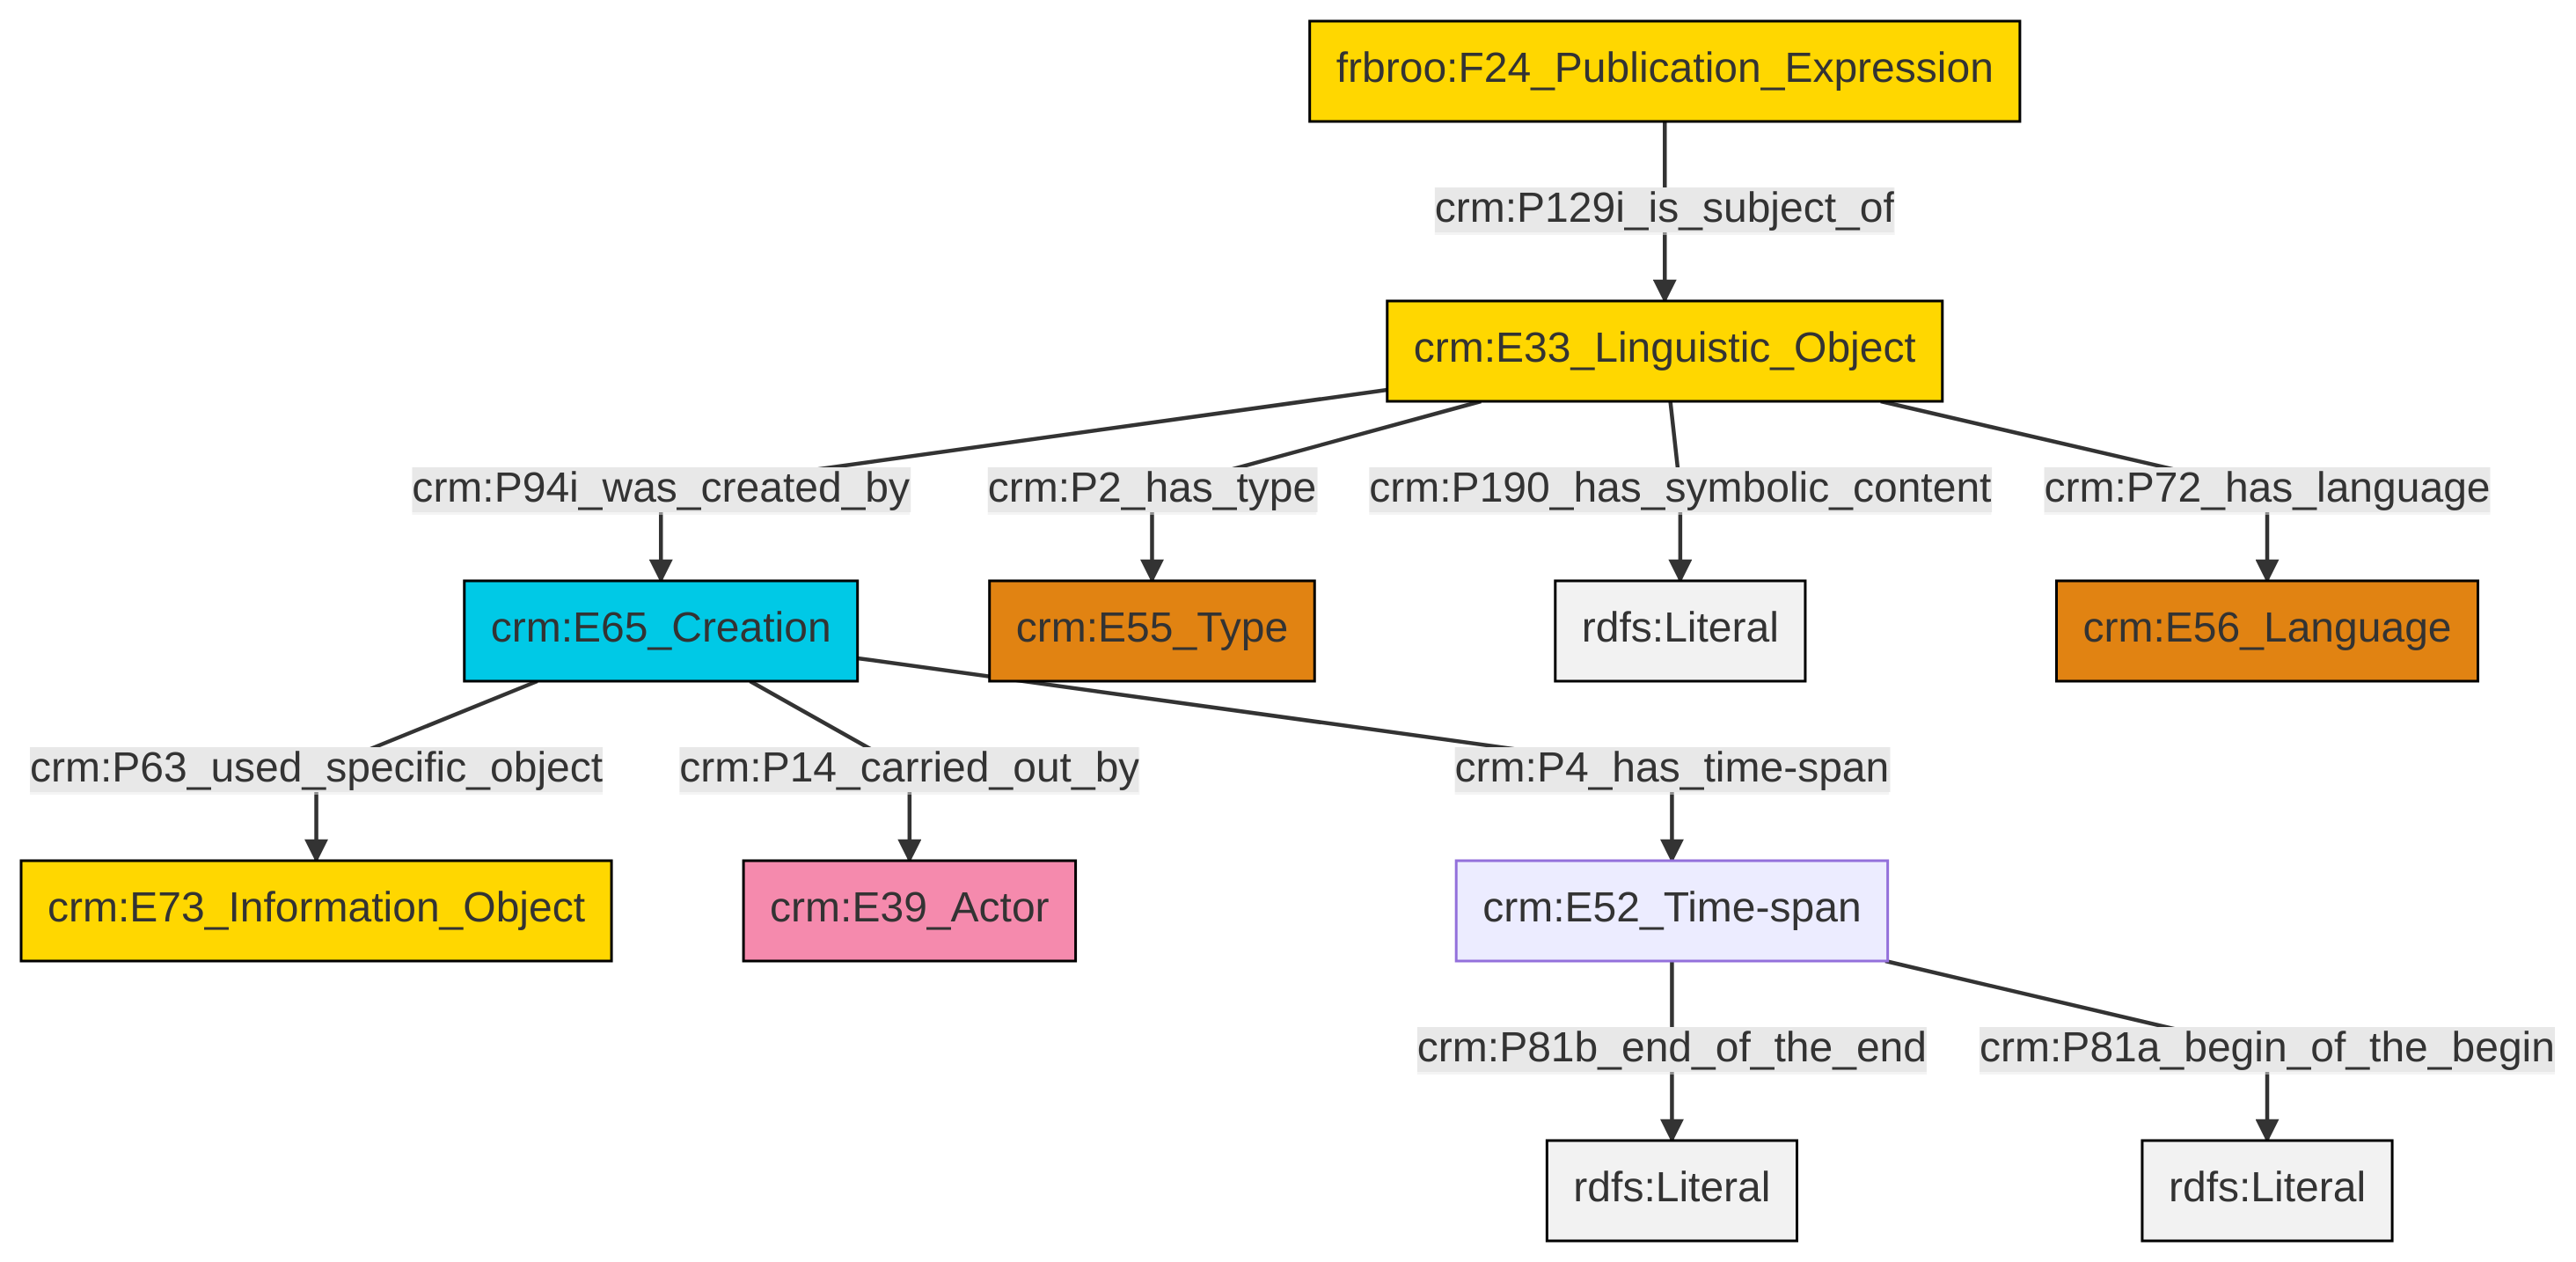 frbroo:F24_Publication_Expression
crm:P129i_is_subject_of
crm:E33_Linguistic_Object
crm:P94i_was_created_by
crm:P2_has_type
crm:P190_has_symbolic_content
crm:P72_has_language
crm:E65_Creation
crm:E55_Type
rdfs:Literal
crm:E56_Language
crm:P63_used_specific_object
crm:P14_carried_out_by
crm:P4_has_time-span
crm:E73_Information_Object
crm:E39_Actor
crm:E52_Time-span
crm:P81b_end_of_the_end
crm:P81a_begin_of_the_begin
rdfs:Literal
rdfs:Literal